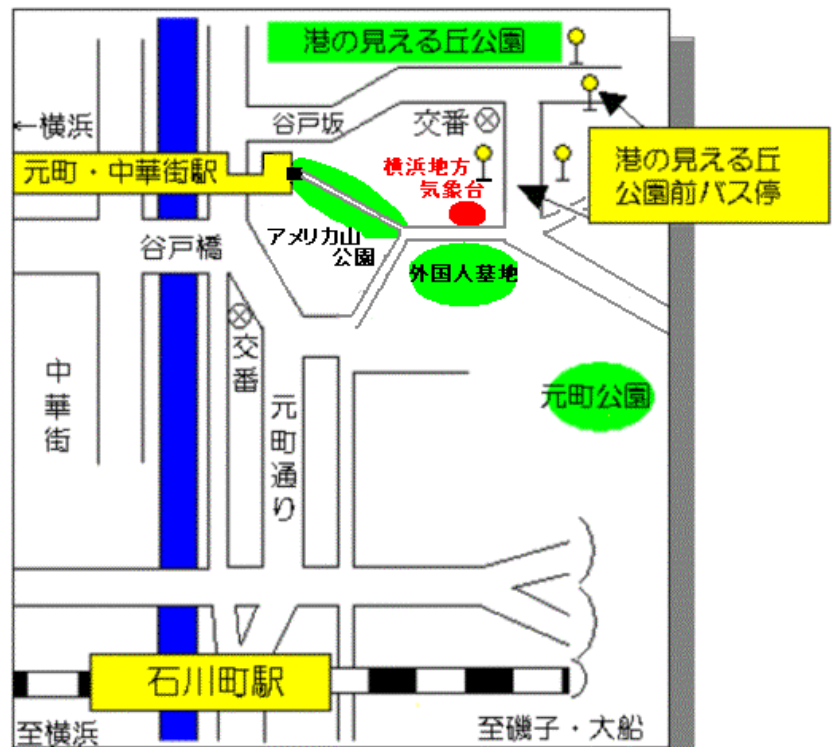 港の見える丘公園
←横浜
谷戸坂
交番
元町・中華街駅
横浜地方
気象台
港の見える丘
公園前バス停
アメリカ山
公園
谷戸橋
外国人墓地
交番
中華街
元町通り
元町公園
石川町駅
至横浜
至磯子・大船